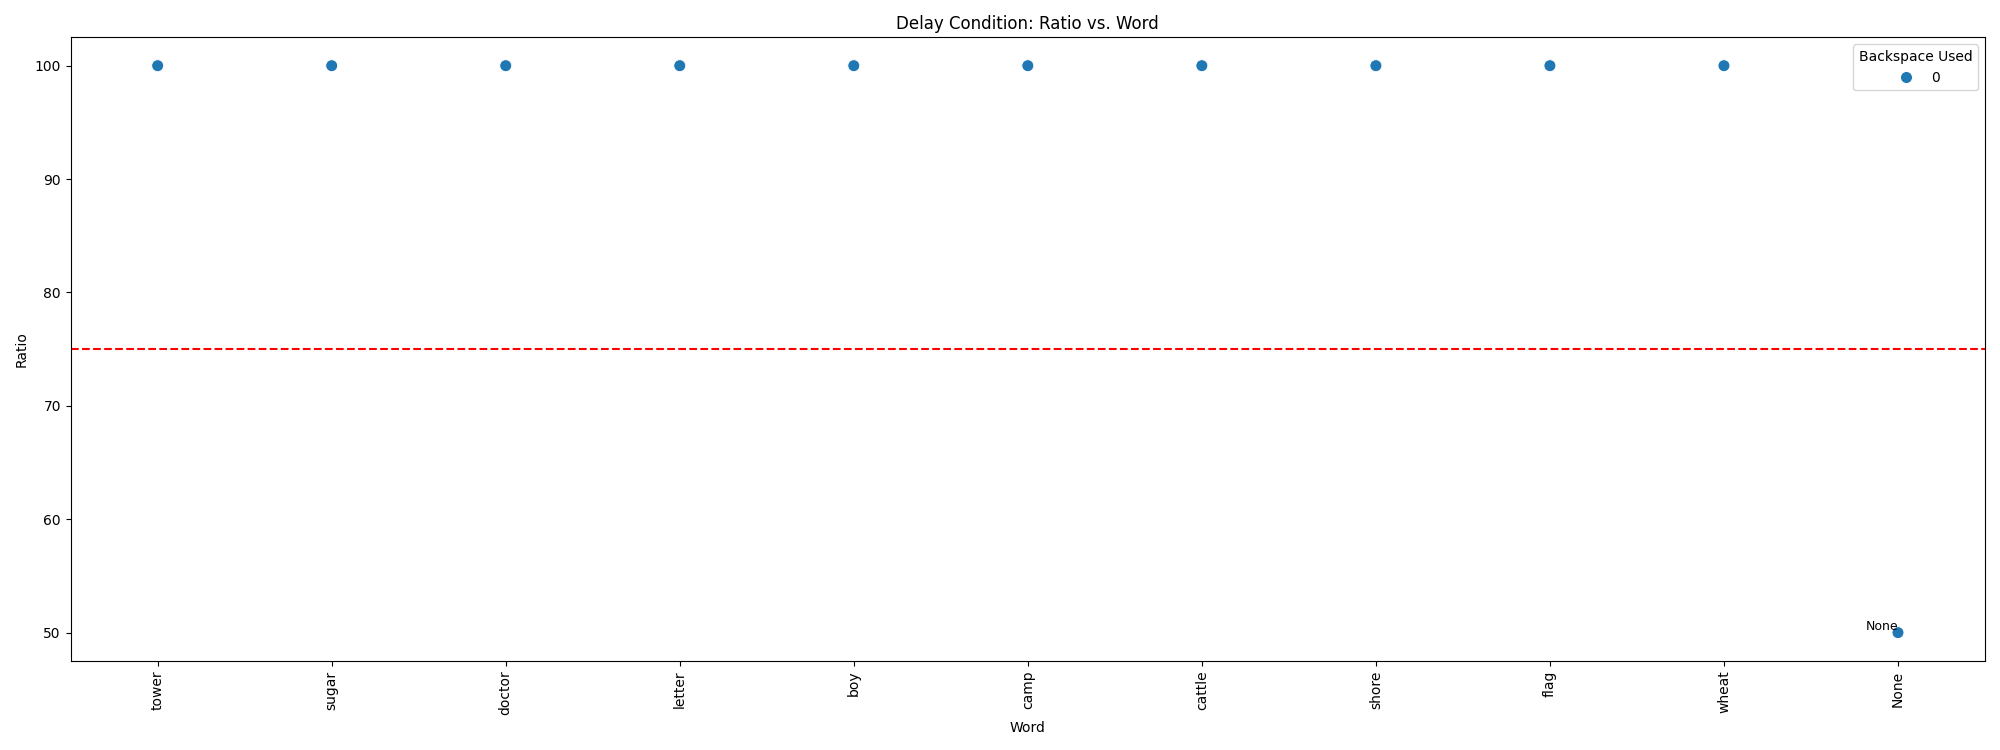 Delay Condition: Ratio vs. Word
Backspace Used
0
Ratio
100
90
80
70
60
50
None
tower
sugar
doctor
letter
boy
camp
cattle
shore
flag
wheat
None
Word